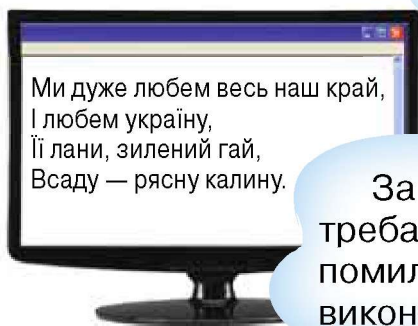 Ми дуже любем весь наш край,
І любем україну,
Її лани, зилений гай,
Всаду — рясну калину.
За
треба
помил
викон